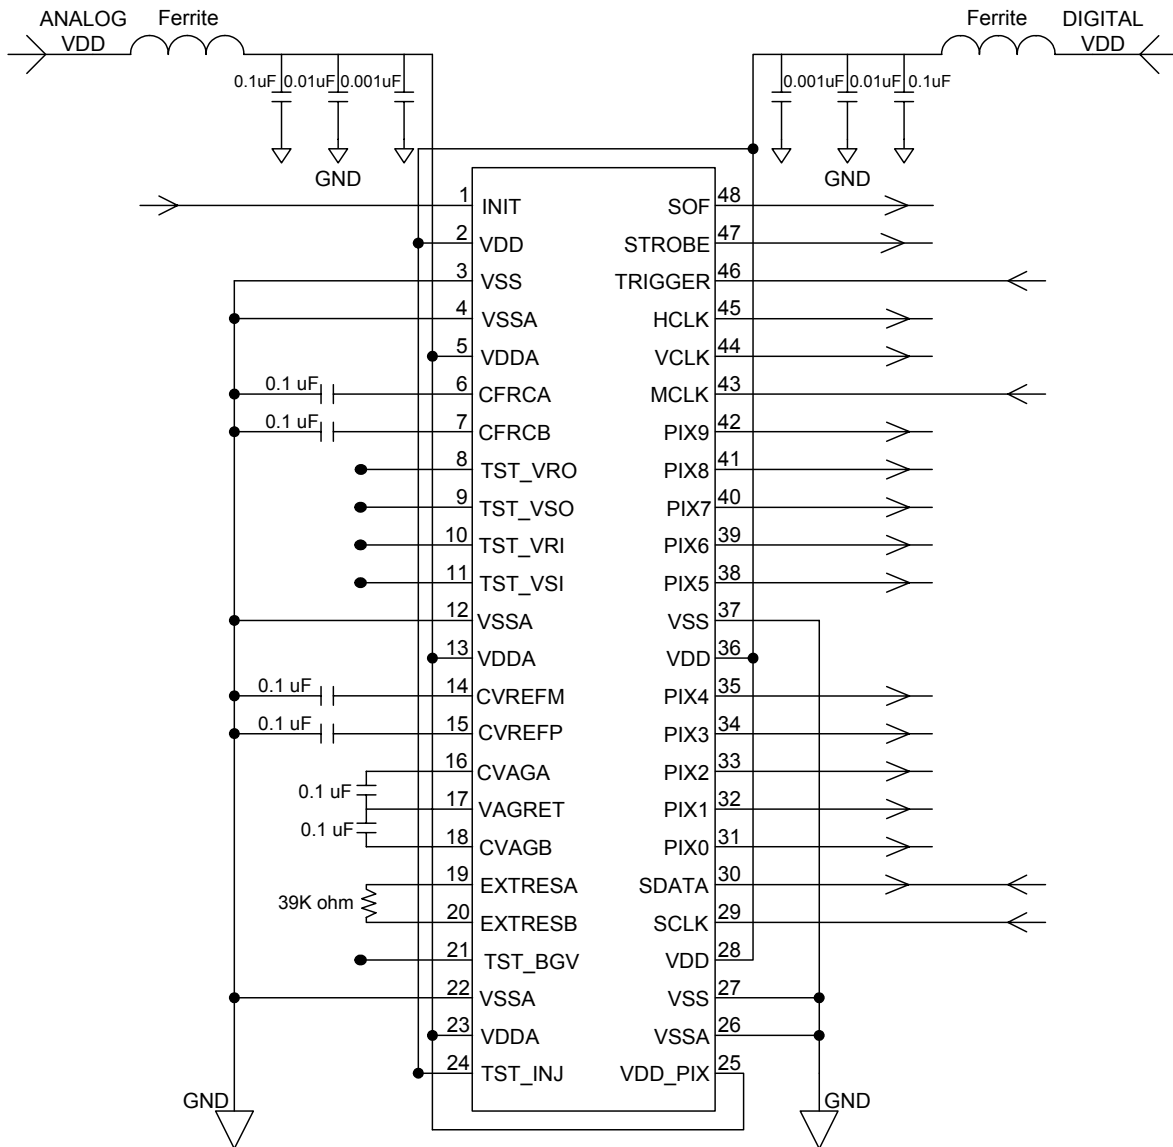 ANALOG
VDD
Ferrite
Ferrite
DIGITAL
VDD
0.1uF 0.01uF 0.001uF
0.001uF 0.01uF 0.1uF
GND
GND
1 INIT SOF 48
2 VDD STROBE 47
3 VSS TRIGGER 46
4 VSSA HCLK 45
5 VDDA VCLK 44
0.1 uF 6 CFRCA MCLK 43
0.1 uF 7 CFRCB PIX9 42
8 TST_VRO PIX8 41
9 TST_VSO PIX7 40
10 TST_VRI PIX6 39
11 TST_VSI PIX5 38
12 VSSA VSS 37
13 VDDA VDD 36
0.1 uF 14 CVREFM PIX4 35
0.1 uF 15 CVREFP PIX3 34
16 CVAGA PIX2 33
0.1 uF
17 VAGRET PIX1 32
0.1 uF
18 CVAGB PIX0 31
19 EXTRESA SDATA 30
39K ohm
20 EXTRESB SCLK 29
21 TST_BGV VDD 28
22 VSSA VSS 27
23 VDDA VSSA 26
24 TST_INJ VDD_PIX 25
GND
GND